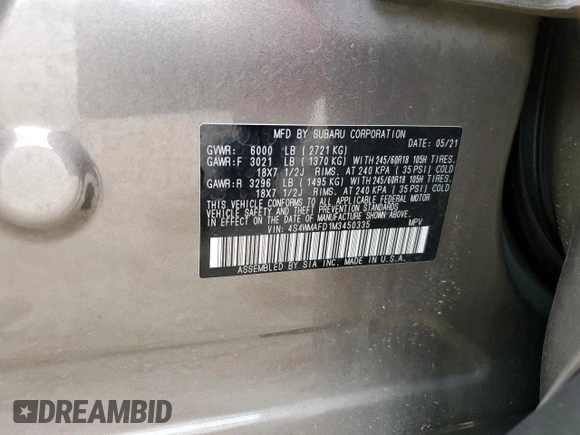 MFD BY SUBARU CORPORATION DATE: 05/21
GVWR: 6000 LB ( 2721 KG)
GAWR:F 3021 LB ( 1370 KG) WITH 245/60R18 105H TIRES.
18X7 1/2J RIMS. AT 240 KPA ( 35 PSI) COLD
GAWR:R 3296 LB ( 1495 KG) WITH 245/60R18 105H TIRES.
18X7 1/2J RIMS. AT 240 KPA ( 35 PSI) COLD
THIS VEHICLE CONFORMS TO ALL APPLICABLE FEDERAL MOTOR
VEHICLE SAFETY AND THEFT PREVENTION STANDARDS IN EFFECT
ON THE DATE OF MANUFACTURE SHOWN ABOVE.
VIN: 4S4WMAFD1M3450335 MPV
ASSEMBLED BY SIA INC. MADE IN U.S.A.
DREAMBID